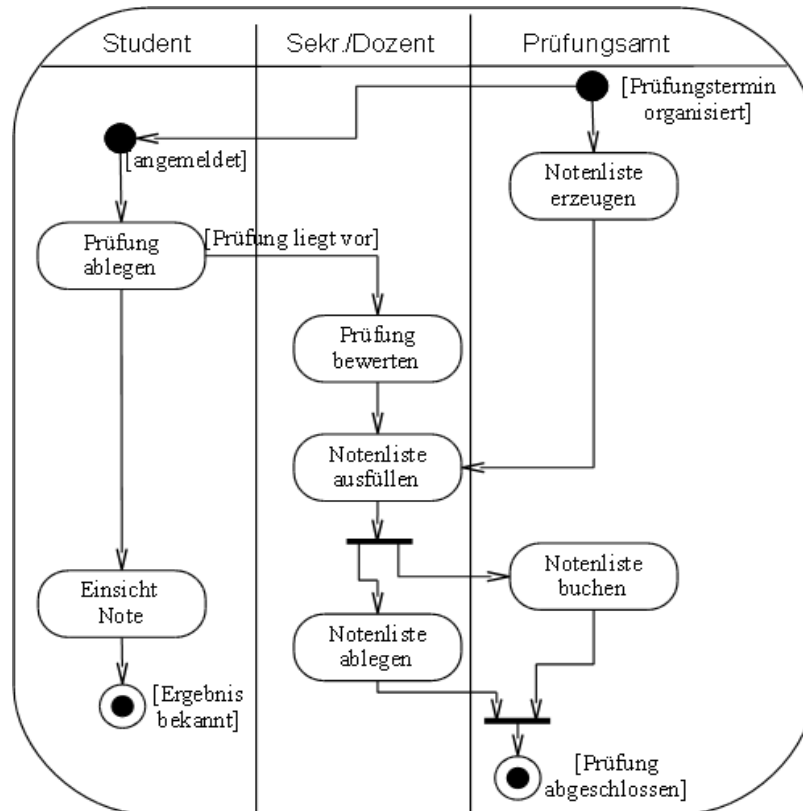 Student
Sekr./Dozent
Prüfungsamt
[Prüfungstermin
organisiert]
[angemeldet]
Notenliste
erzeugen
Prüfung
ablegen
[Prüfung liegt vor]
Prüfung
bewerten
Notenliste
ausfüllen
Notenliste
buchen
Einsicht
Note
Notenliste
ablegen
[Ergebnis
bekannt]
[Prüfung
abgeschlossen]